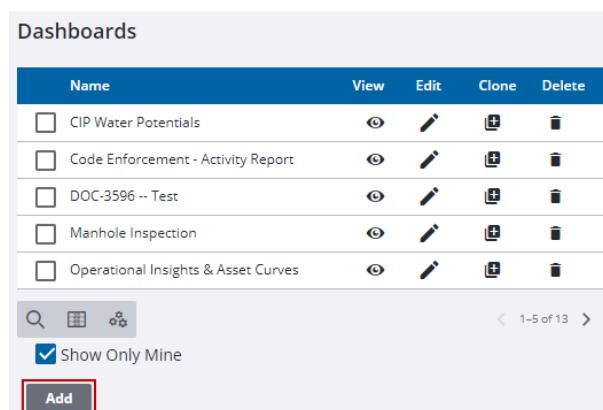 Dashboards
Name View Edit Clone Delete
CIP Water Potentials
Code Enforcement - Activity Report
DOC-3596 -- Test
Manhole Inspection
Operational Insights & Asset Curves
1–5 of 13
Show Only Mine
Add